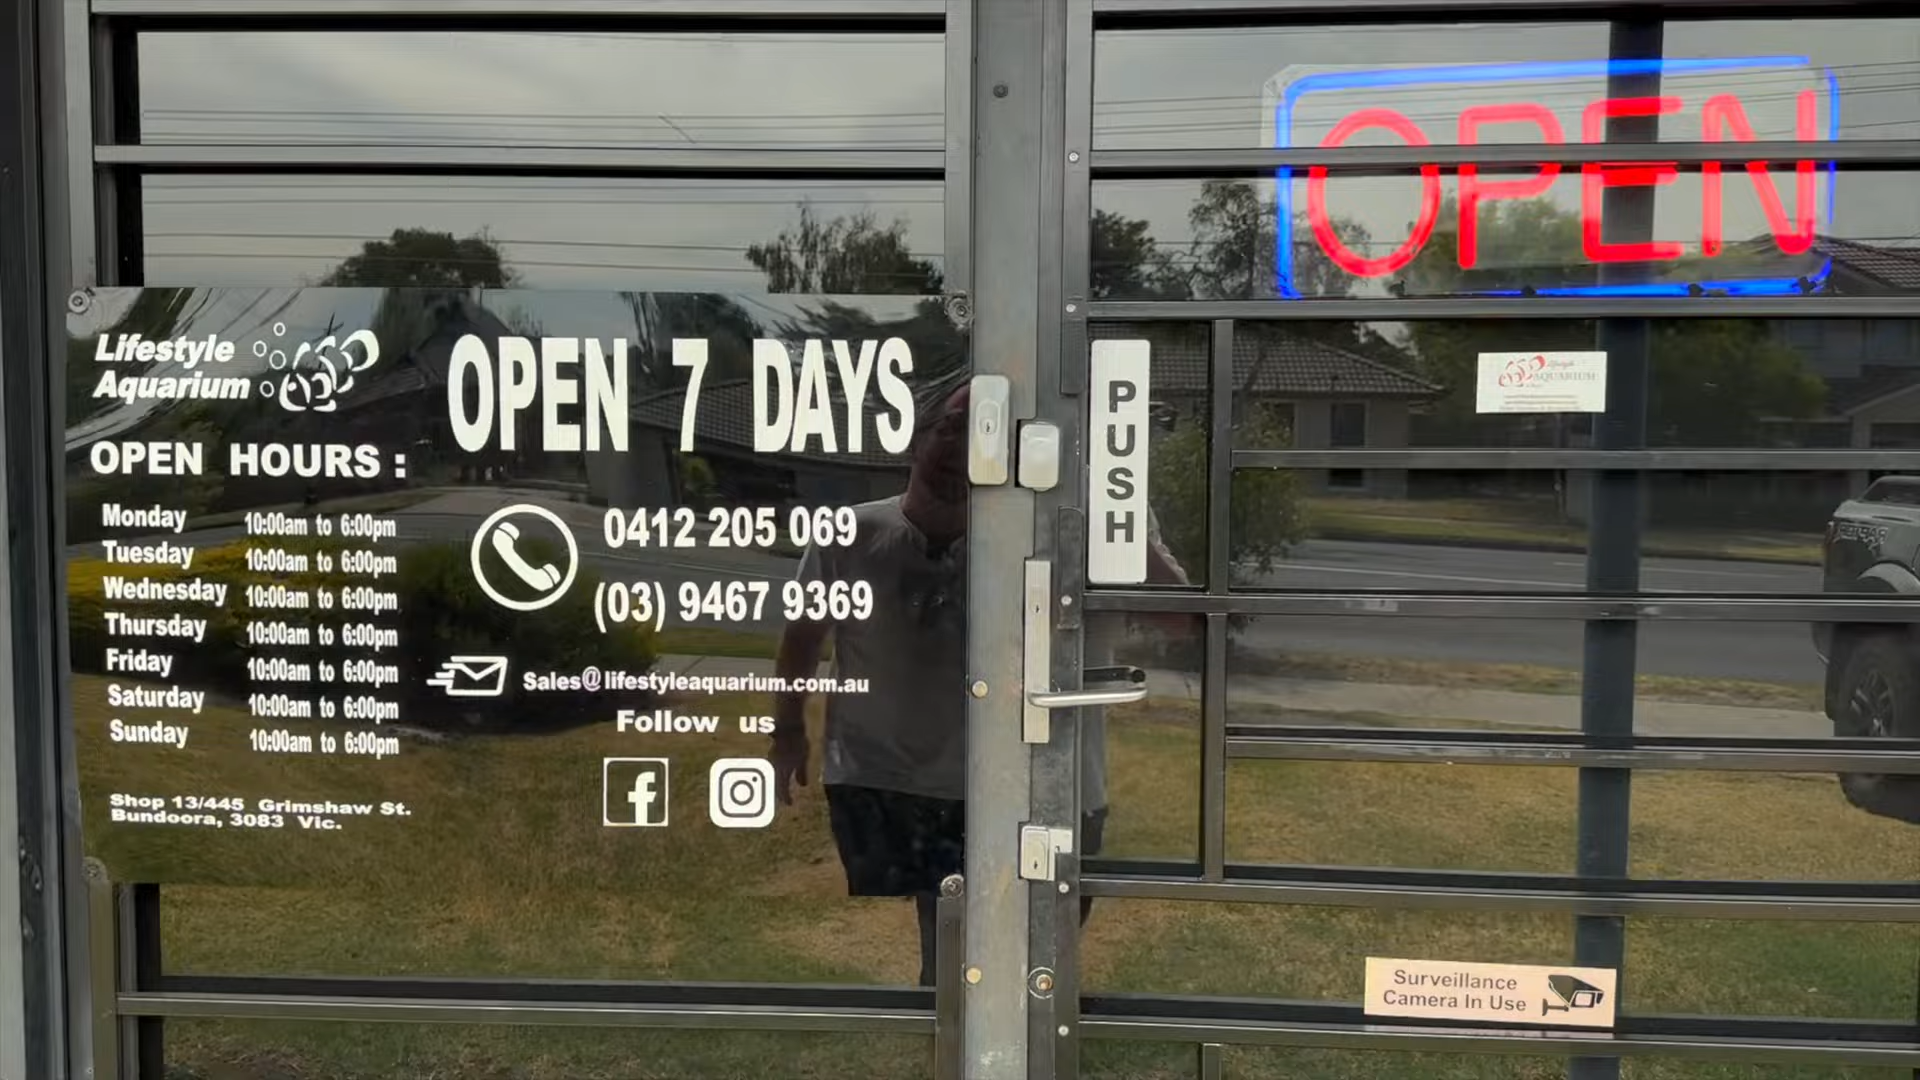 OPEN
Lifestyle
Aquarium
OPEN 7 DAYS
OPEN HOURS :
Monday 10:00am to 6:00pm
Tuesday 10:00am to 6:00pm
Wednesday 10:00am to 6:00pm
Thursday 10:00am to 6:00pm
Friday 10:00am to 6:00pm
Saturday 10:00am to 6:00pm
Sunday 10:00am to 6:00pm
0412 205 069
(03) 9467 9369
Sales@lifestyleaquarium.com.au
Follow us
Shop 13/445 Grimshaw St.
Bundoora, 3083 Vic.
PUSH
Lifestyle
AQUARIUM
Surveillance
Camera In Use